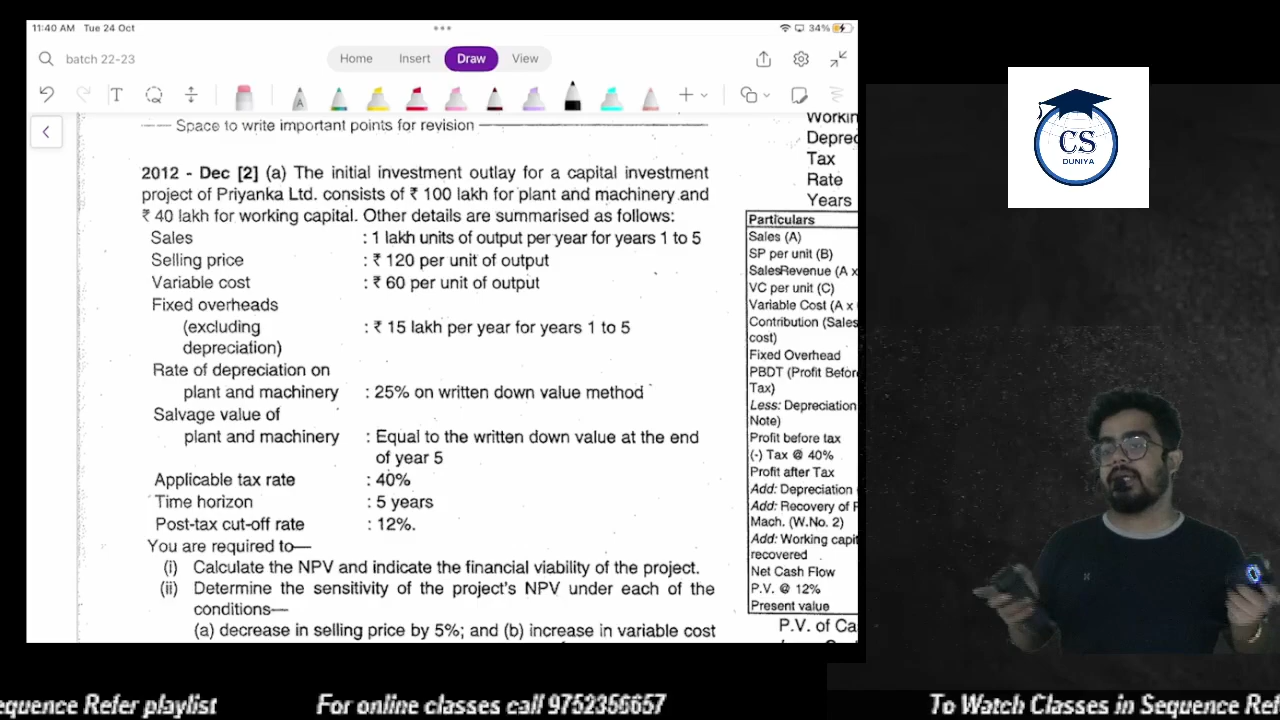 11:40 AM Tue 24 Oct
34%
batch 22-23
Home Insert Draw View
Space to write important points for revision
2012 - Dec [2] (a) The initial investment outlay for a capital investment
project of Priyanka Ltd. consists of ₹ 100 lakh for plant and machinery and
₹ 40 lakh for working capital. Other details are summarised as follows:
Sales : 1 lakh units of output per year for years 1 to 5
Selling price : ₹ 120 per unit of output
Variable cost : ₹ 60 per unit of output
Fixed overheads
(excluding : ₹ 15 lakh per year for years 1 to 5
depreciation)
Rate of depreciation on
plant and machinery : 25% on written down value method
Salvage value of
plant and machinery : Equal to the written down value at the end
of year 5
Applicable tax rate : 40%
Time horizon : 5 years
Post-tax cut-off rate : 12%.
You are required to—
(i) Calculate the NPV and indicate the financial viability of the project.
(ii) Determine the sensitivity of the project's NPV under each of the
conditions—
(a) decrease in selling price by 5%; and (b) increase in variable cost
Workin
Deprec
Tax
Rate
Years
Particulars
Sales (A)
SP per unit (B)
SalesRevenue (A x
VC per unit (C)
Variable Cost (A x
Contribution (Sales
cost)
Fixed Overhead
PBDT (Profit Befor
Tax)
Less: Depreciation
Note)
Profit before tax
(-) Tax @ 40%
Profit after Tax
Add: Depreciation
Add: Recovery of
Mach. (W.No. 2)
Add: Working capit
recovered
Net Cash Flow
P.V. @ 12%
Present value
P.V. of Ca
CS
DUNIYA
equence Refer playlist For online classes call 9752356657 To Watch Classes in Sequence Ref